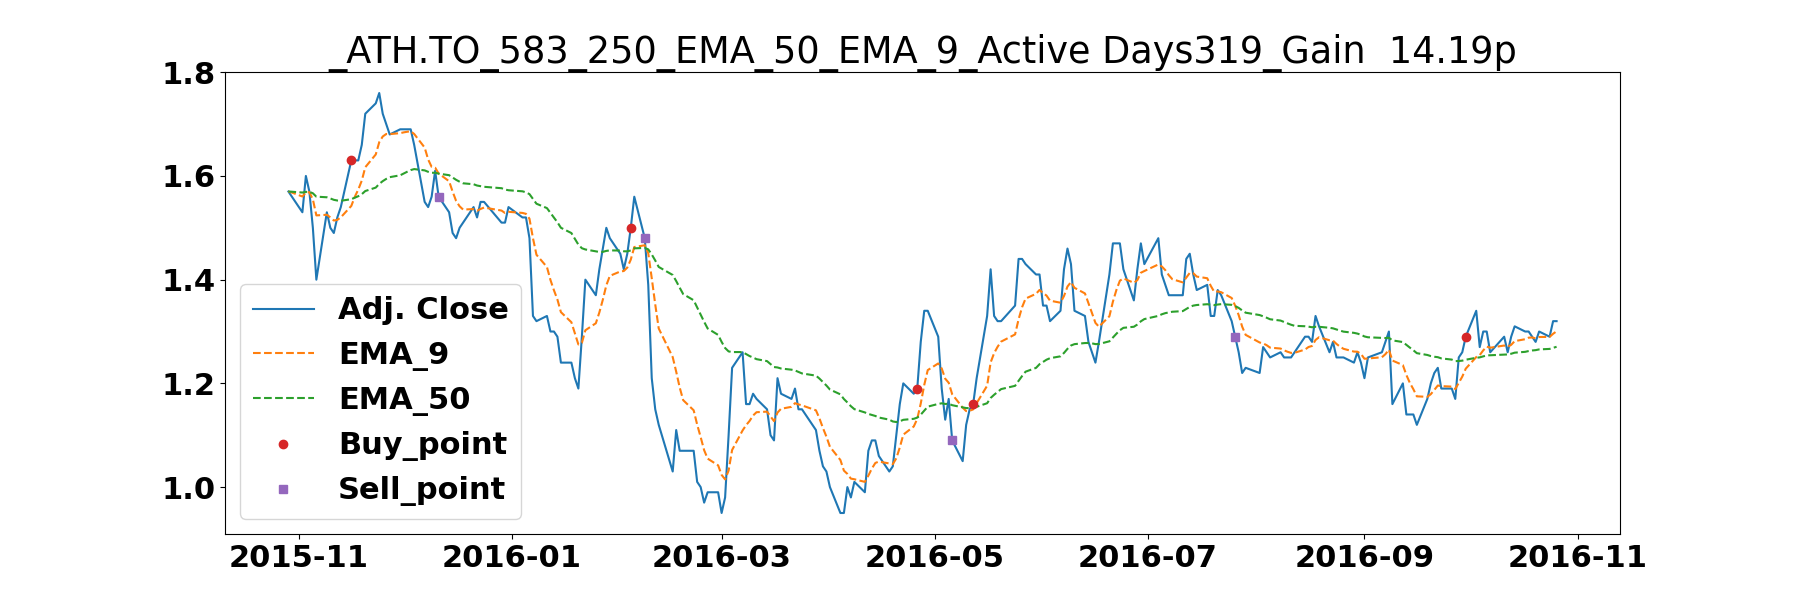 _ATH.TO_583_250_EMA_50_EMA_9_Active Days319_Gain  14.19p
1.8
1.6
1.4
1.2
1.0
Adj. Close
EMA_9
EMA_50
Buy_point
Sell_point
2015-11 2016-01 2016-03 2016-05 2016-07 2016-09 2016-11